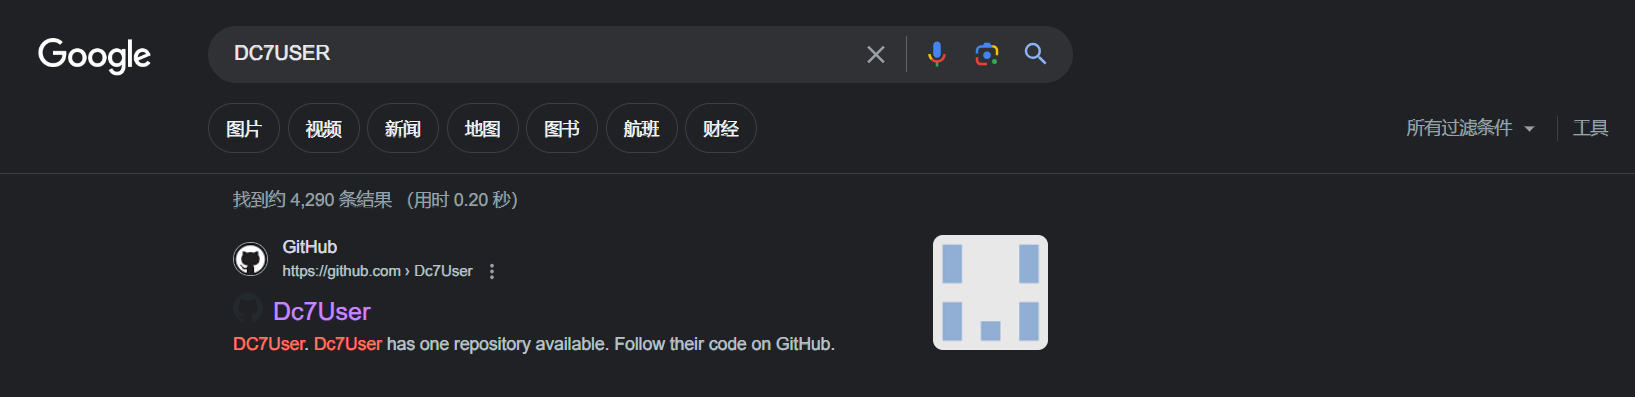 Google
DC7USER
图片 视频 新闻 地图 图书 航班 财经
所有过滤条件 工具
找到约 4,290 条结果 （用时 0.20 秒）
GitHub
https://github.com › Dc7User
Dc7User
DC7User. Dc7User has one repository available. Follow their code on GitHub.